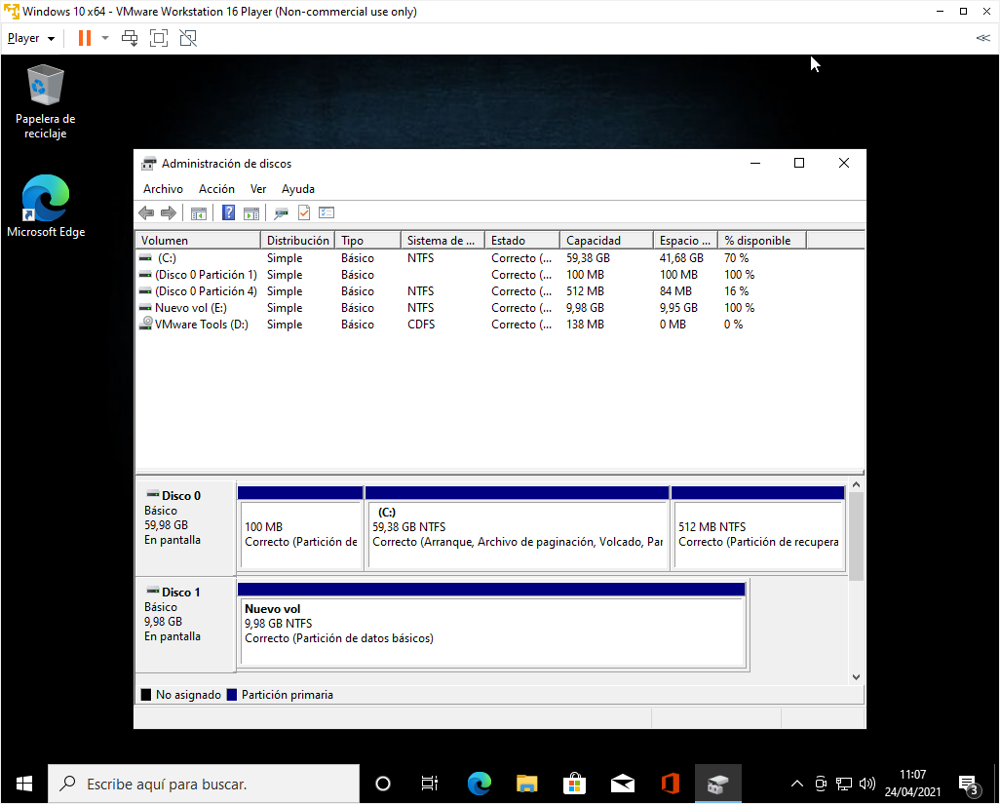 Windows 10 x64 - VMware Workstation 16 Player (Non-commercial use only)
Player
Papelera de
reciclaje
Microsoft Edge
Administración de discos
Archivo Acción Ver Ayuda
Volumen Distribución Tipo Sistema de ... Estado Capacidad Espacio ... % disponible
(C:) Simple Básico NTFS Correcto (... 59,38 GB 41,68 GB 70 %
(Disco 0 Partición 1) Simple Básico Correcto (... 100 MB 100 MB 100 %
(Disco 0 Partición 4) Simple Básico NTFS Correcto (... 512 MB 84 MB 16 %
Nuevo vol (E:) Simple Básico NTFS Correcto (... 9,98 GB 9,95 GB 100 %
VMware Tools (D:) Simple Básico CDFS Correcto (... 138 MB 0 MB 0 %
Disco 0
Básico
59,98 GB
En pantalla
100 MB
Correcto (Partición de
(C:)
59,38 GB NTFS
Correcto (Arranque, Archivo de paginación, Volcado, Par
512 MB NTFS
Correcto (Partición de recupera
Disco 1
Básico
9,98 GB
En pantalla
Nuevo vol
9,98 GB NTFS
Correcto (Partición de datos básicos)
No asignado Partición primaria
Escribe aquí para buscar.
11:07
24/04/2021
3